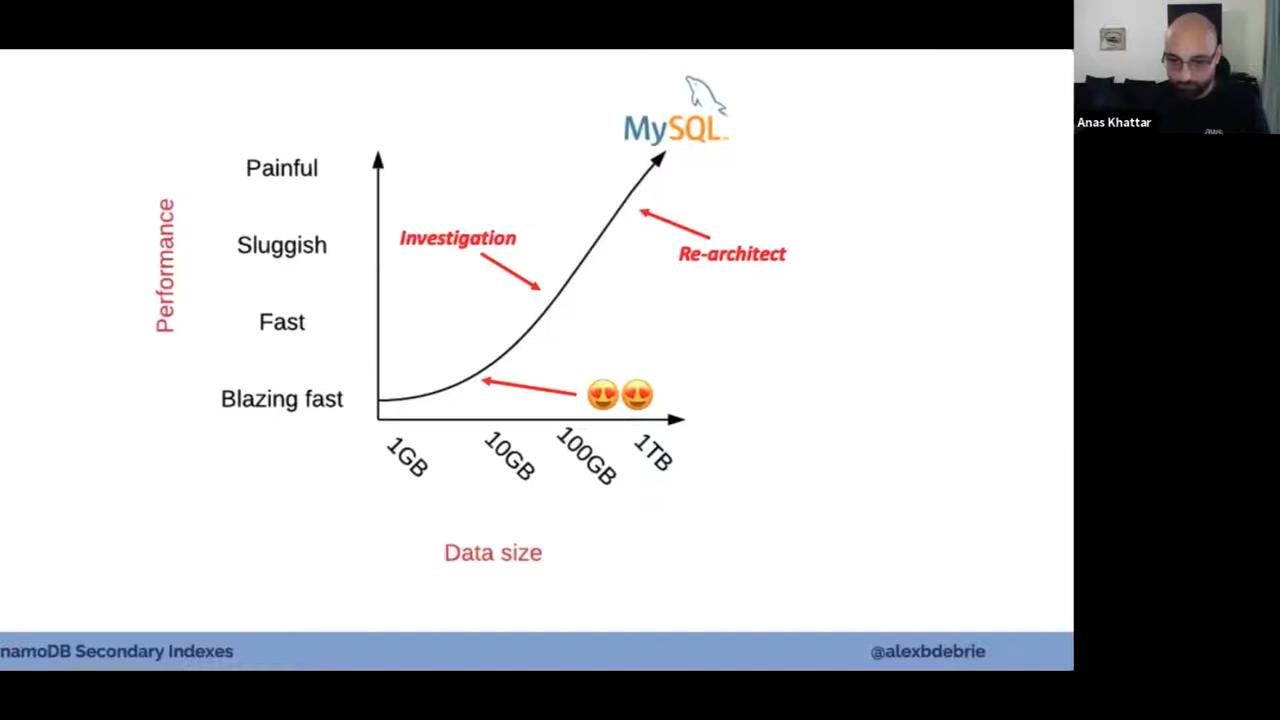 MySQL
Painful
Sluggish
Fast
Blazing fast
Performance
Investigation
Re-architect
1GB
10GB
100GB
1TB
Data size
namoDB Secondary Indexes
@alexbdebrie
Anas Khattar
aws